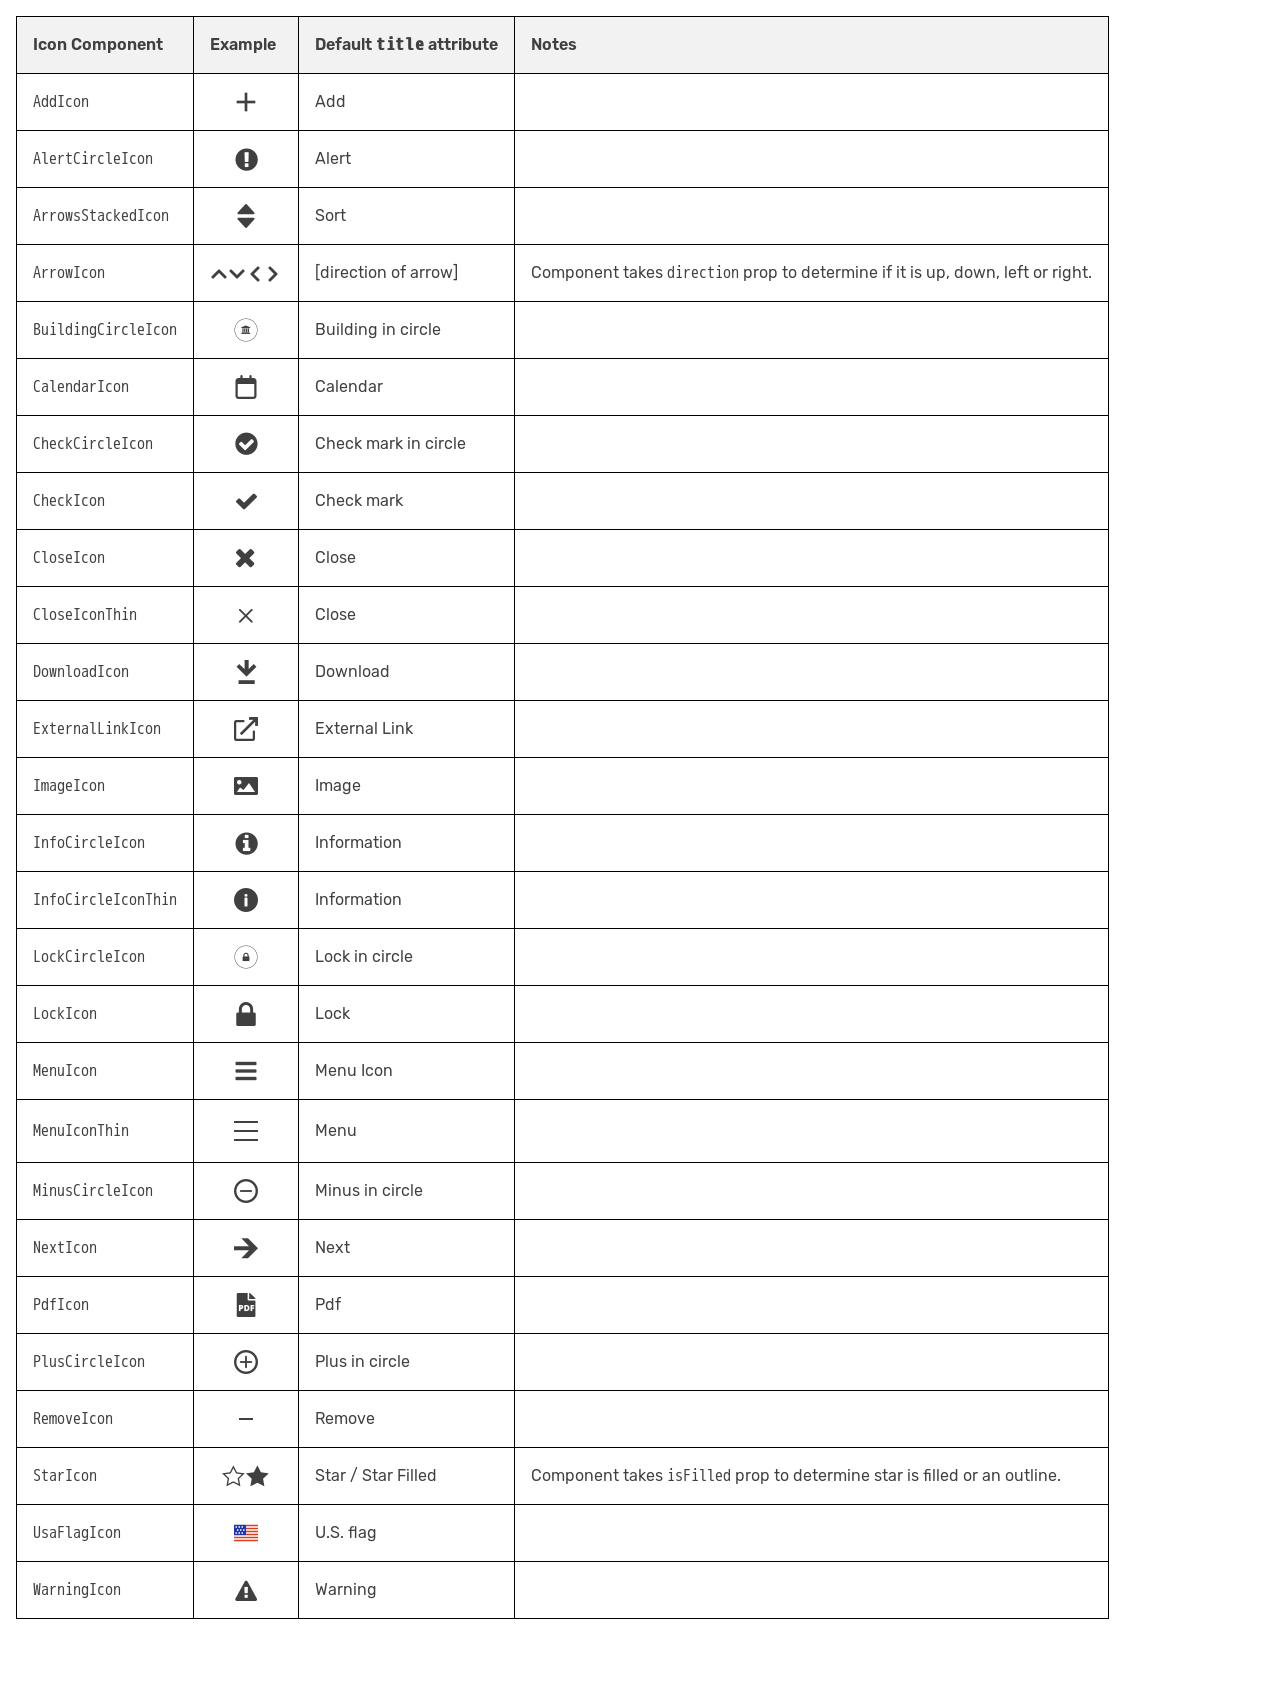 Icon Component Example Default title attribute Notes
AddIcon Add
AlertCircleIcon Alert
ArrowsStackedIcon Sort
ArrowIcon [direction of arrow] Component takes direction prop to determine if it is up, down, left or right.
BuildingCircleIcon Building in circle
CalendarIcon Calendar
CheckCircleIcon Check mark in circle
CheckIcon Check mark
CloseIcon Close
CloseIconThin Close
DownloadIcon Download
ExternalLinkIcon External Link
ImageIcon Image
InfoCircleIcon Information
InfoCircleIconThin Information
LockCircleIcon Lock in circle
LockIcon Lock
MenuIcon Menu Icon
MenuIconThin Menu
MinusCircleIcon Minus in circle
NextIcon Next
PdfIcon PDF Pdf
PlusCircleIcon Plus in circle
RemoveIcon Remove
StarIcon Star / Star Filled Component takes isFilled prop to determine star is filled or an outline.
UsaFlagIcon U.S. flag
WarningIcon Warning